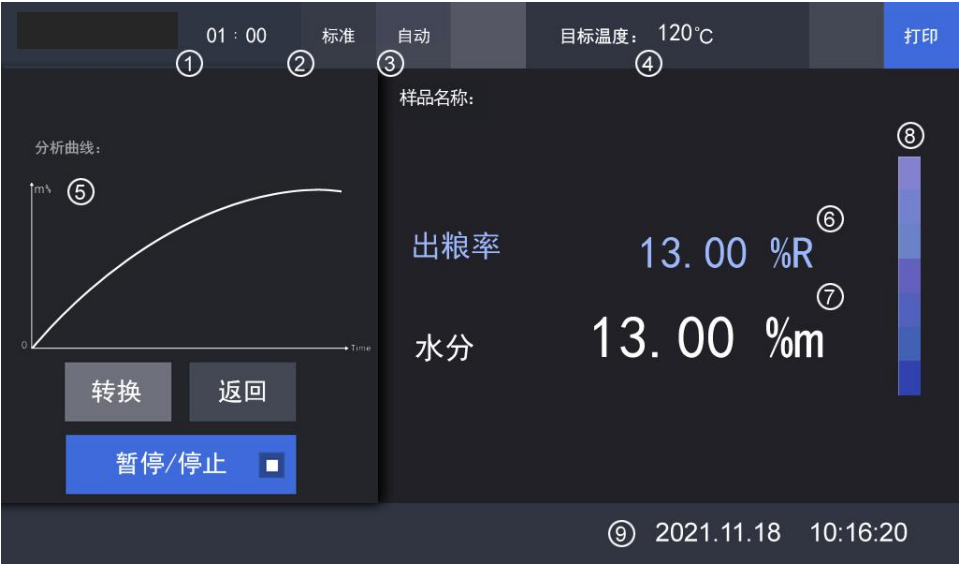 01 : 00 标准 自动 目标温度: 120℃ 打印
① ② ③ ④
样品名称:
⑧
分析曲线:
m% ⑤
⑥
出粮率 13.00 %R
⑦
水分 13.00 %m
0 Time
转换 返回
暂停/停止
⑨ 2021.11.18 10:16:20